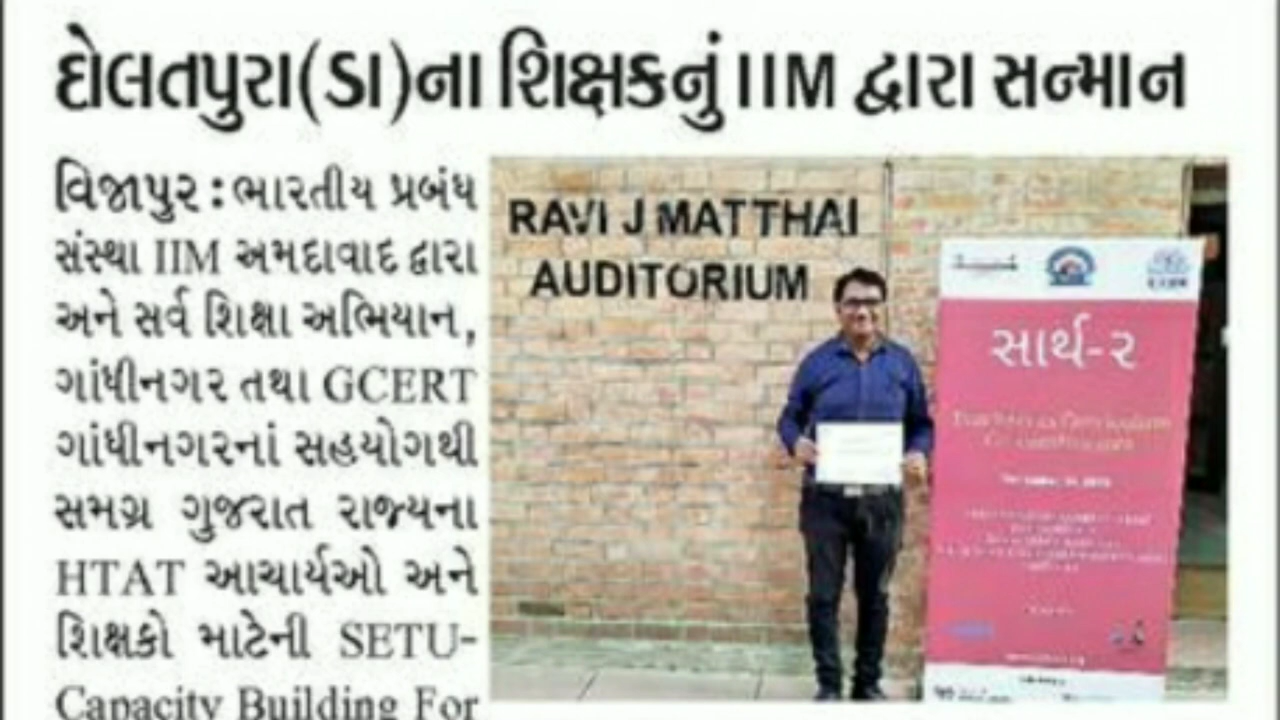 દોલતપુરા(ડા)ના શિક્ષકનું IIM દ્વારા સન્માન
વિજાપુર : ભારતીય પ્રબંધ
સંસ્થા IIM અમદાવાદ દ્વારા
અને સર્વ શિક્ષા અભિયાન,
ગાંધીનગર તથા GCERT
ગાંધીનગરનાં સહયોગથી
સમગ્ર ગુજરાત રાજ્યના
HTAT આચાર્યઓ અને
શિક્ષકો માટેની SETU-
Capacity Building For
RAVI J MATTHAI
AUDITORIUM
સાર્થ-૨